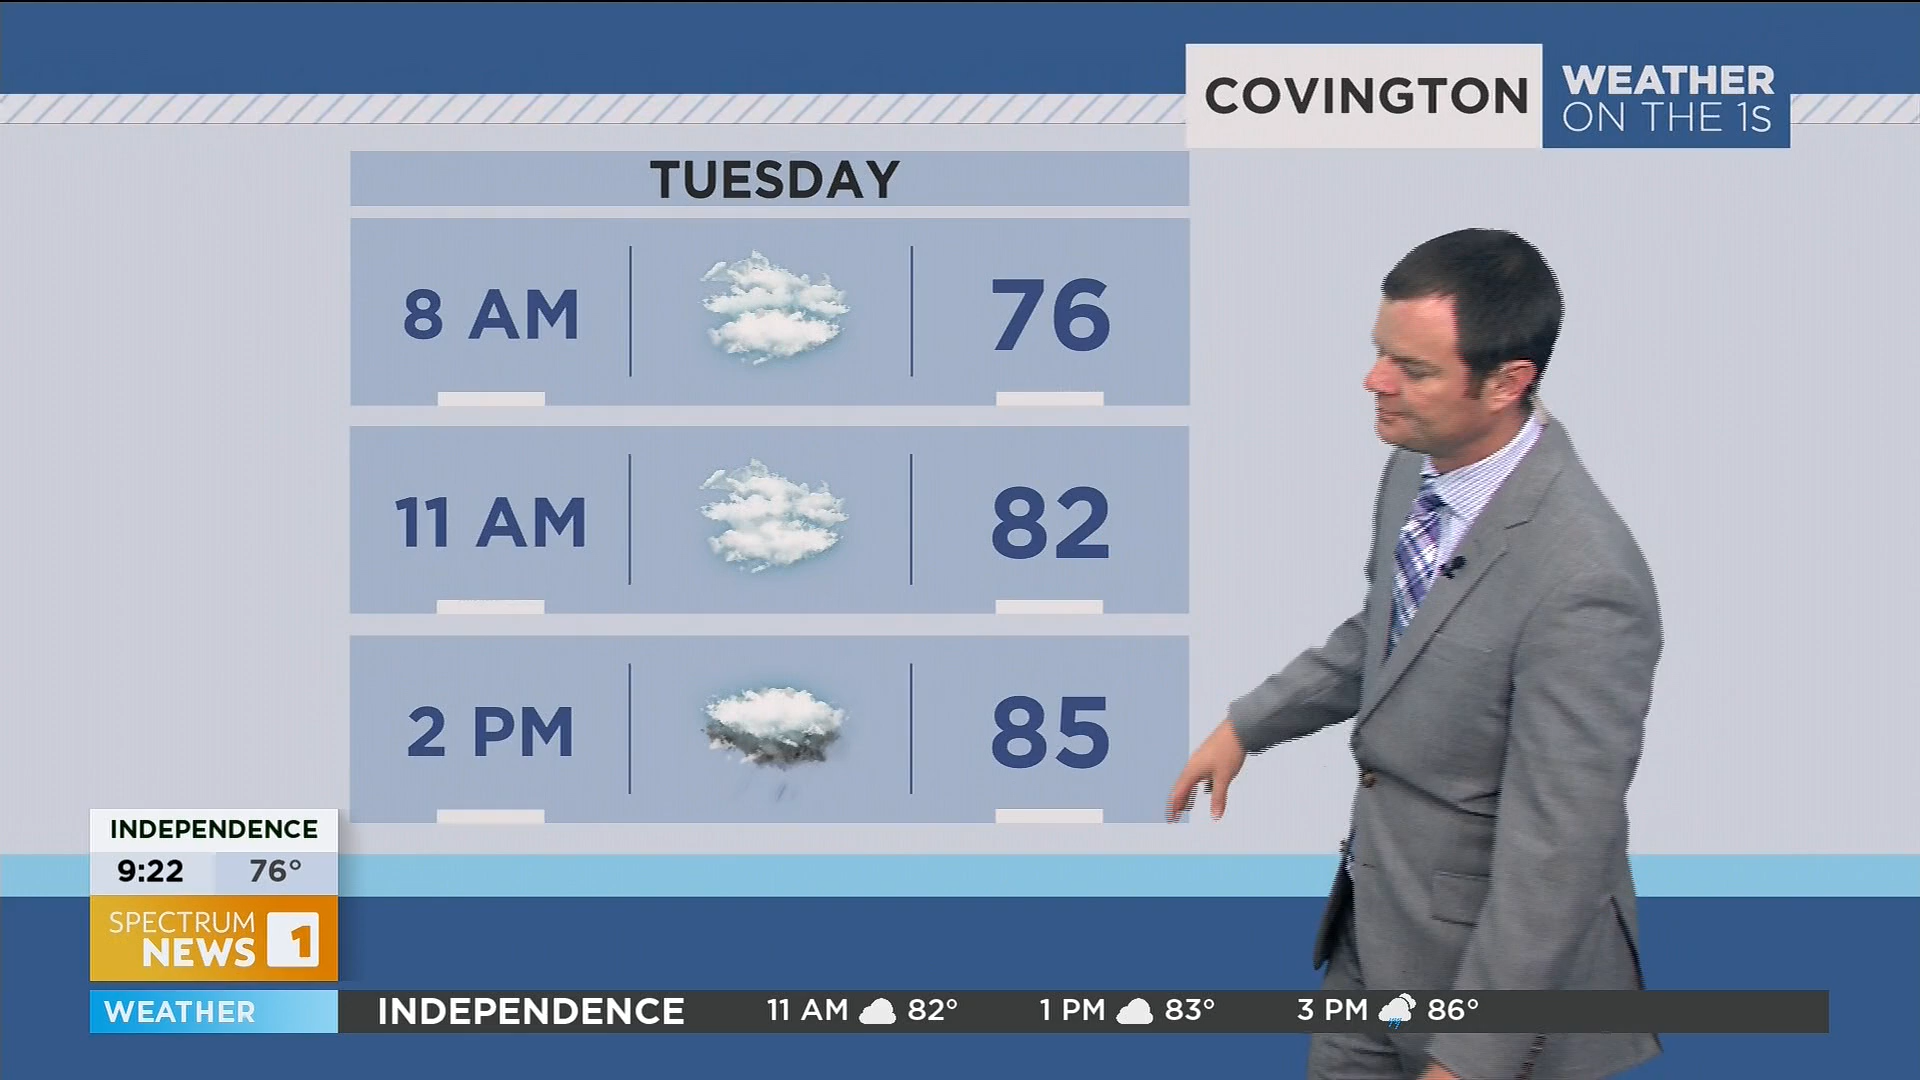 COVINGTON
WEATHER
ON THE 1s
TUESDAY
8 AM 76
11 AM 82
2 PM 85
INDEPENDENCE
9:22 76°
SPECTRUM
NEWS 1
WEATHER INDEPENDENCE 11 AM 82° 1 PM 83° 3 PM 86°